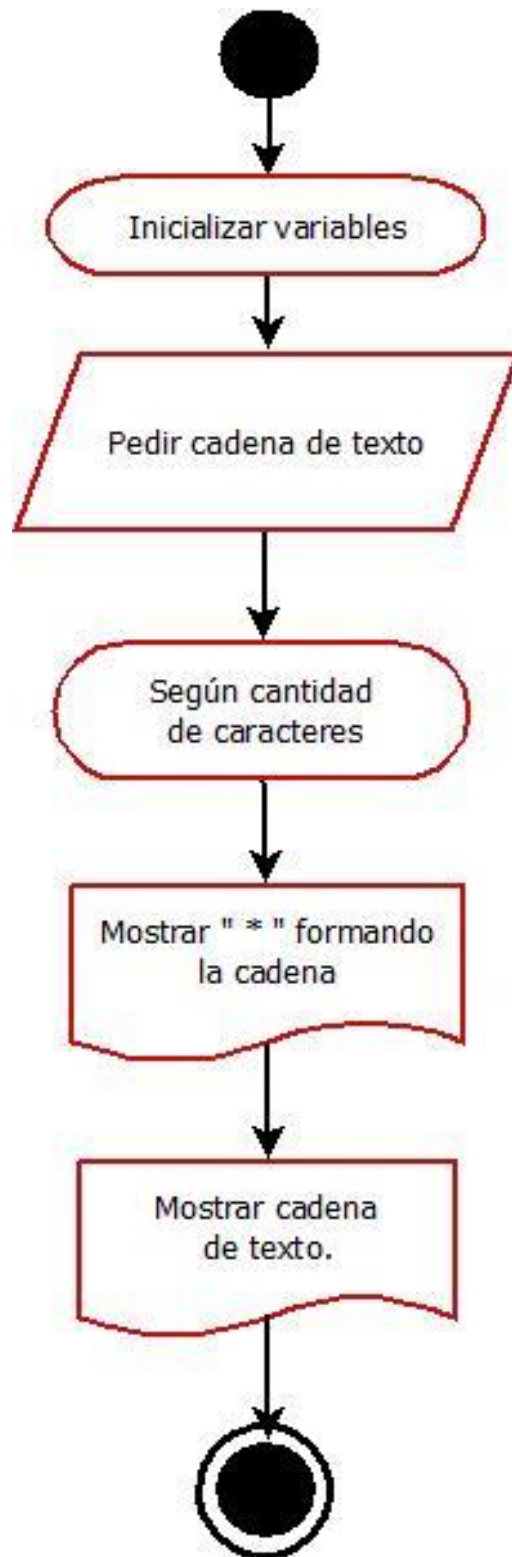 Inicializar variables
Pedir cadena de texto
Según cantidad
de caracteres
Mostrar " * " formando
la cadena
Mostrar cadena
de texto.